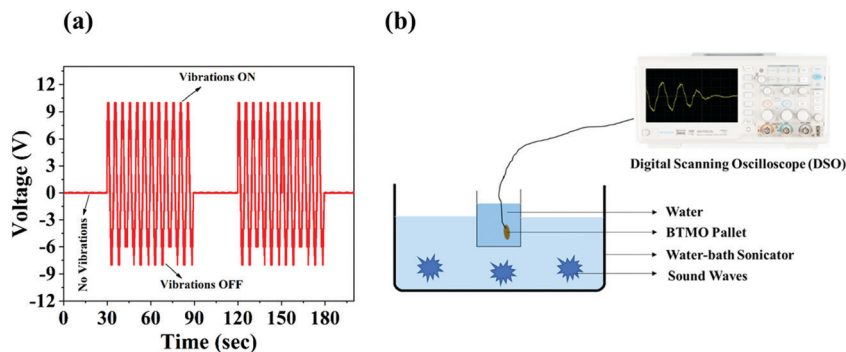 (a)
(b)
Voltage (V)
12
9
6
3
0
-3
-6
-9
-12
Vibrations ON
No Vibrations
Vibrations OFF
0 30 60 90 120 150 180
Time (sec)
Digital Scanning Oscilloscope (DSO)
Water
BTMO Pallet
Water-bath Sonicator
Sound Waves